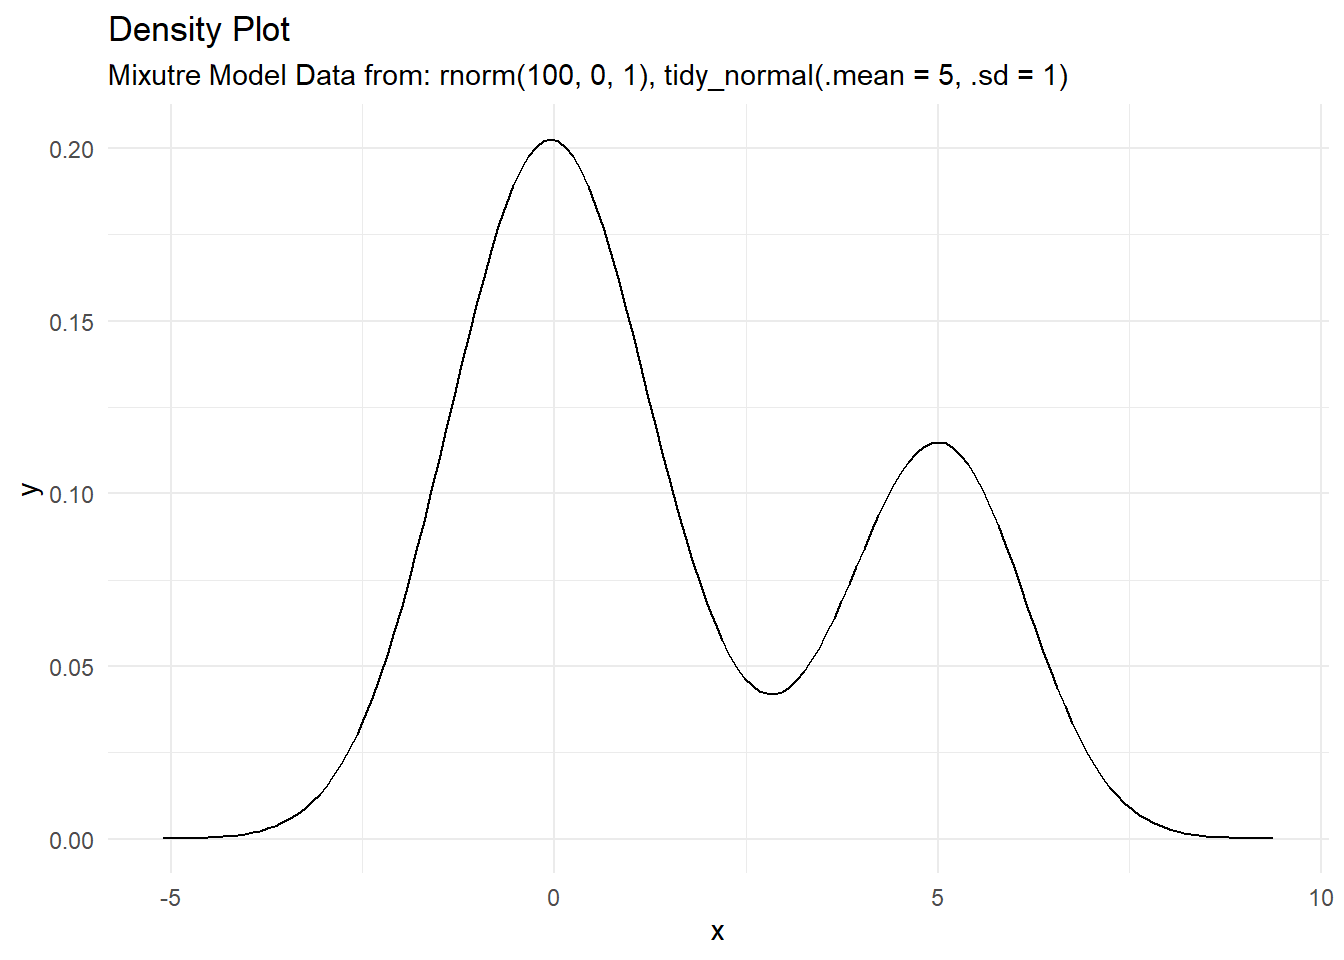 Density Plot
Mixutre Model Data from: rnorm(100, 0, 1), tidy_normal(.mean = 5, .sd = 1)
0.20
0.15
0.10
0.05
0.00
y
-5 0 5 10
x